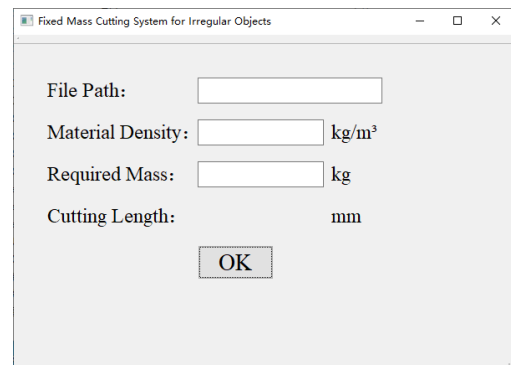 Fixed Mass Cutting System for Irregular Objects
File Path：
Material Density： kg/m³
Required Mass： kg
Cutting Length： mm
OK